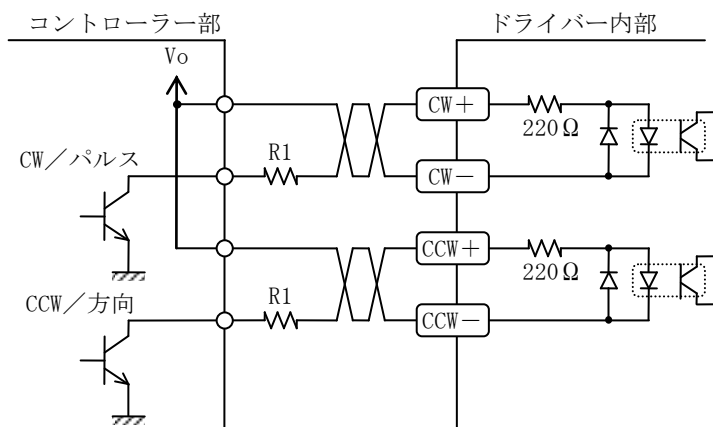 コントローラー部
ドライバー内部
Vo
CW＋
220Ω
CW／パルス
R1
CW－
CCW＋
220Ω
CCW／方向
R1
CCW－